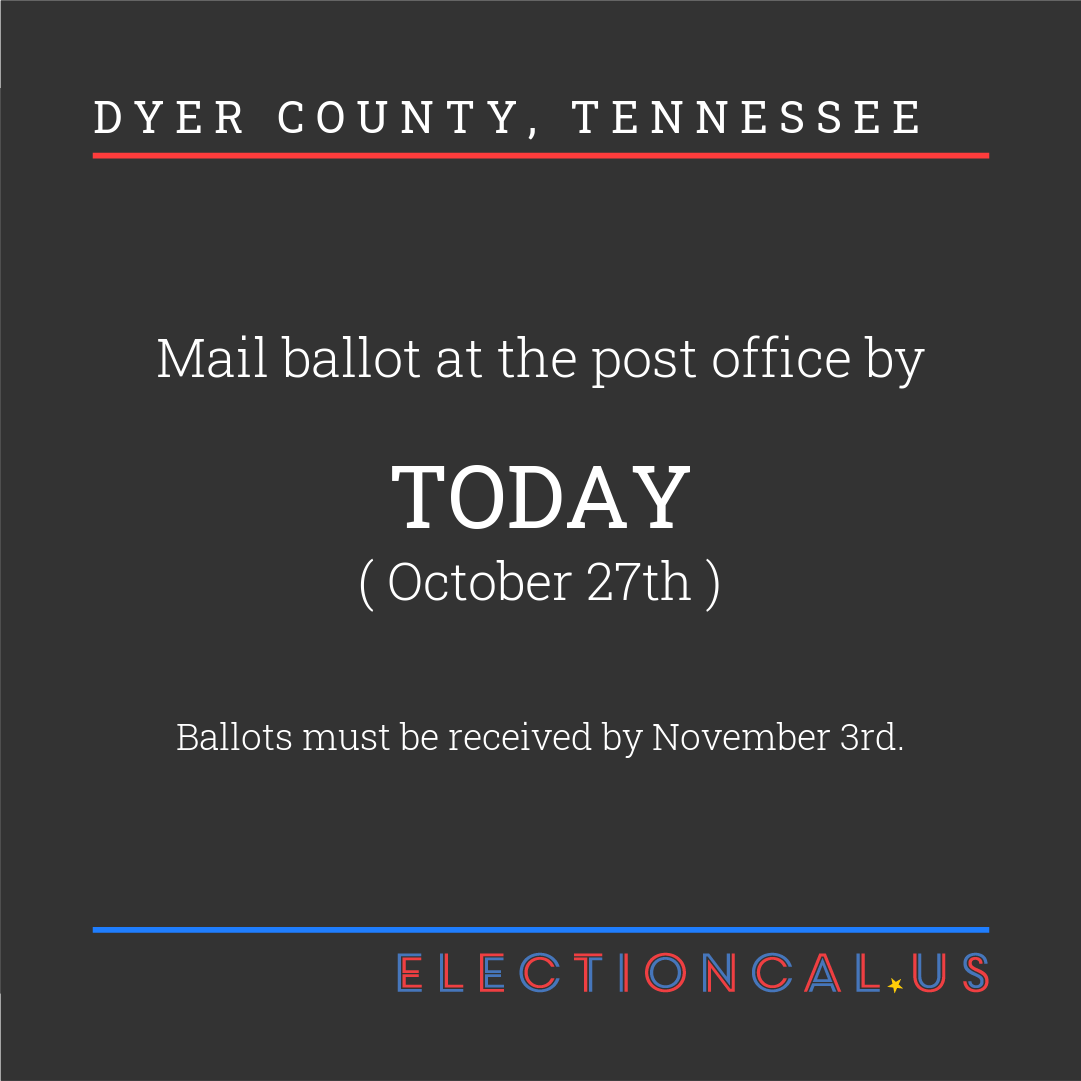 DYER COUNTY, TENNESSEE
Mail ballot at the post office by
TODAY
( October 27th )
Ballots must be received by November 3rd.
ELECTIONCAL.US